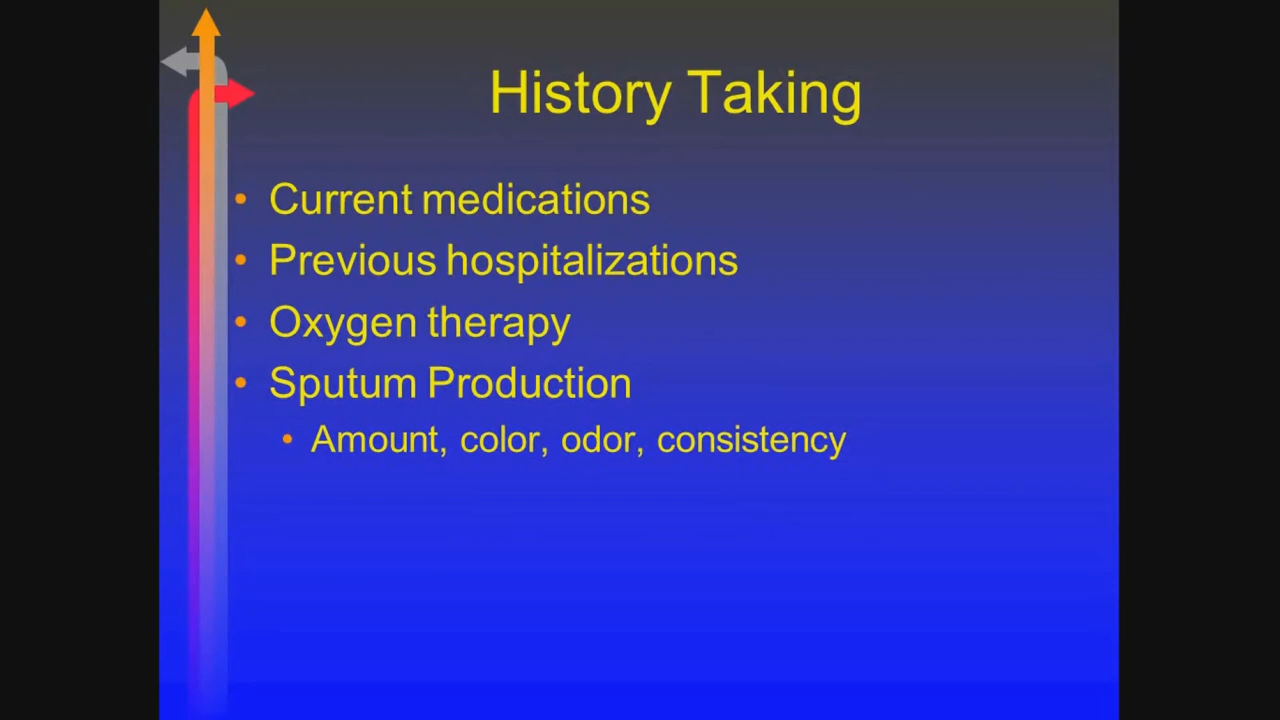 History Taking
• Current medications
• Previous hospitalizations
• Oxygen therapy
• Sputum Production
• Amount, color, odor, consistency